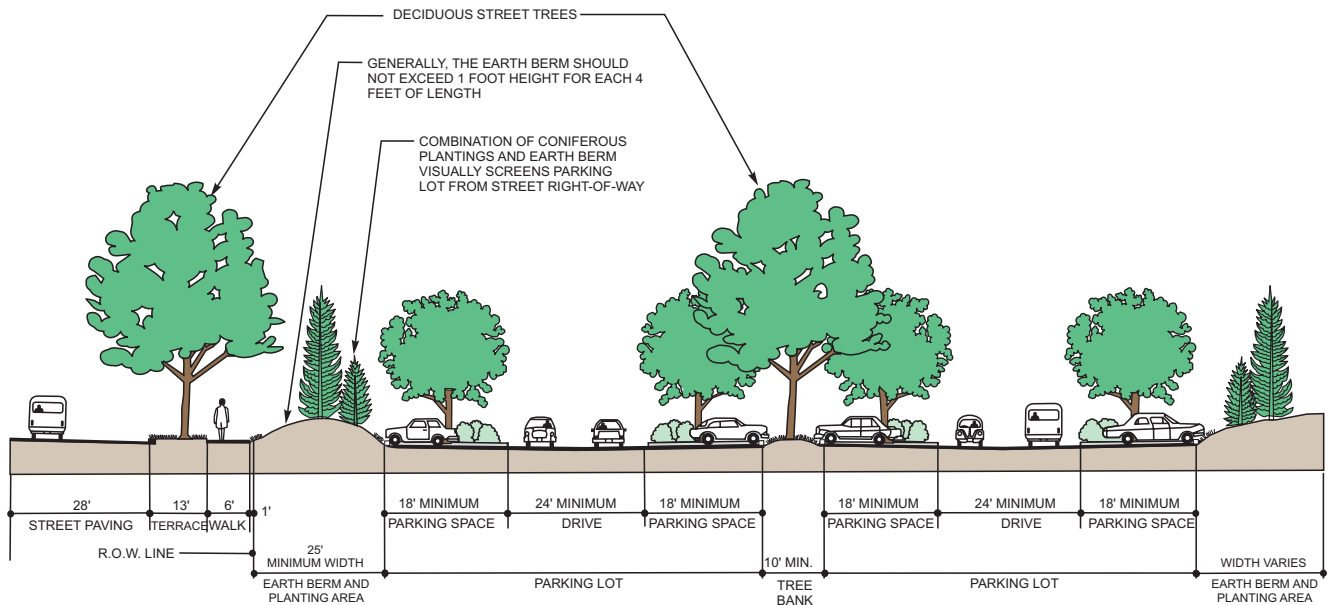 DECIDUOUS STREET TREES
GENERALLY, THE EARTH BERM SHOULD
NOT EXCEED 1 FOOT HEIGHT FOR EACH 4
FEET OF LENGTH
COMBINATION OF CONIFEROUS
PLANTINGS AND EARTH BERM
VISUALLY SCREENS PARKING
LOT FROM STREET RIGHT-OF-WAY
28'
STREET PAVING
13'
TERRACE
6'
WALK
1'
18' MINIMUM
PARKING SPACE
24' MINIMUM
DRIVE
18' MINIMUM
PARKING SPACE
18' MINIMUM
PARKING SPACE
24' MINIMUM
DRIVE
18' MINIMUM
PARKING SPACE
R.O.W. LINE
25'
MINIMUM WIDTH
EARTH BERM AND
PLANTING AREA
PARKING LOT
10' MIN.
TREE
BANK
PARKING LOT
WIDTH VARIES
EARTH BERM AND
PLANTING AREA